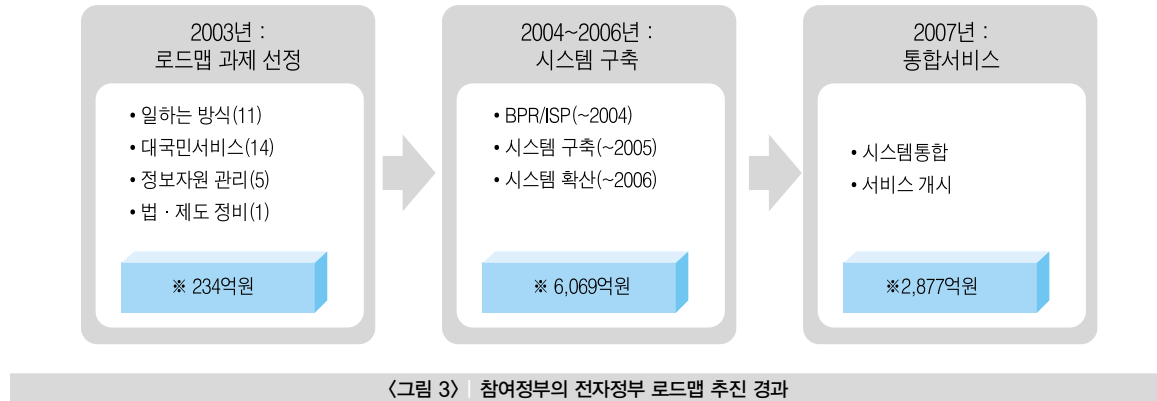 2003년 :
로드맵 과제 선정
• 일하는 방식(11)
• 대국민서비스(14)
• 정보자원 관리(5)
• 법 · 제도 정비(1)
※ 234억원
2004~2006년 :
시스템 구축
• BPR/ISP(~2004)
• 시스템 구축(~2005)
• 시스템 확산(~2006)
※ 6,069억원
2007년 :
통합서비스
• 시스템통합
• 서비스 개시
※2,877억원
〈그림 3〉 | 참여정부의 전자정부 로드맵 추진 경과